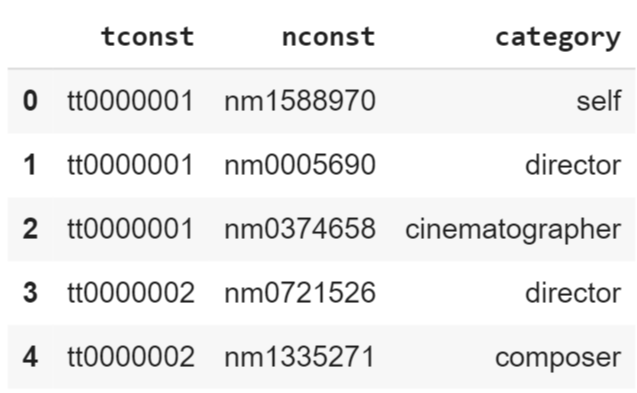 tconst nconst category
0 tt0000001 nm1588970 self
1 tt0000001 nm0005690 director
2 tt0000001 nm0374658 cinematographer
3 tt0000002 nm0721526 director
4 tt0000002 nm1335271 composer